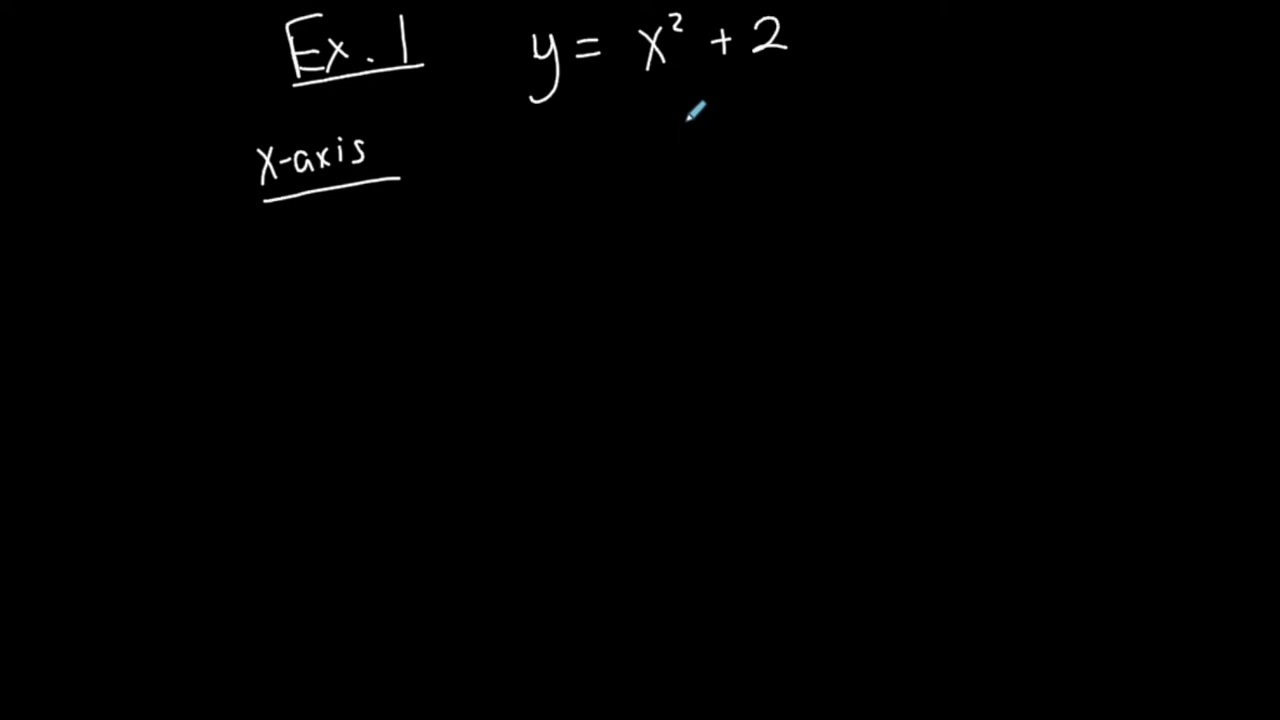 Ex. 1 y = x² + 2
x-axis